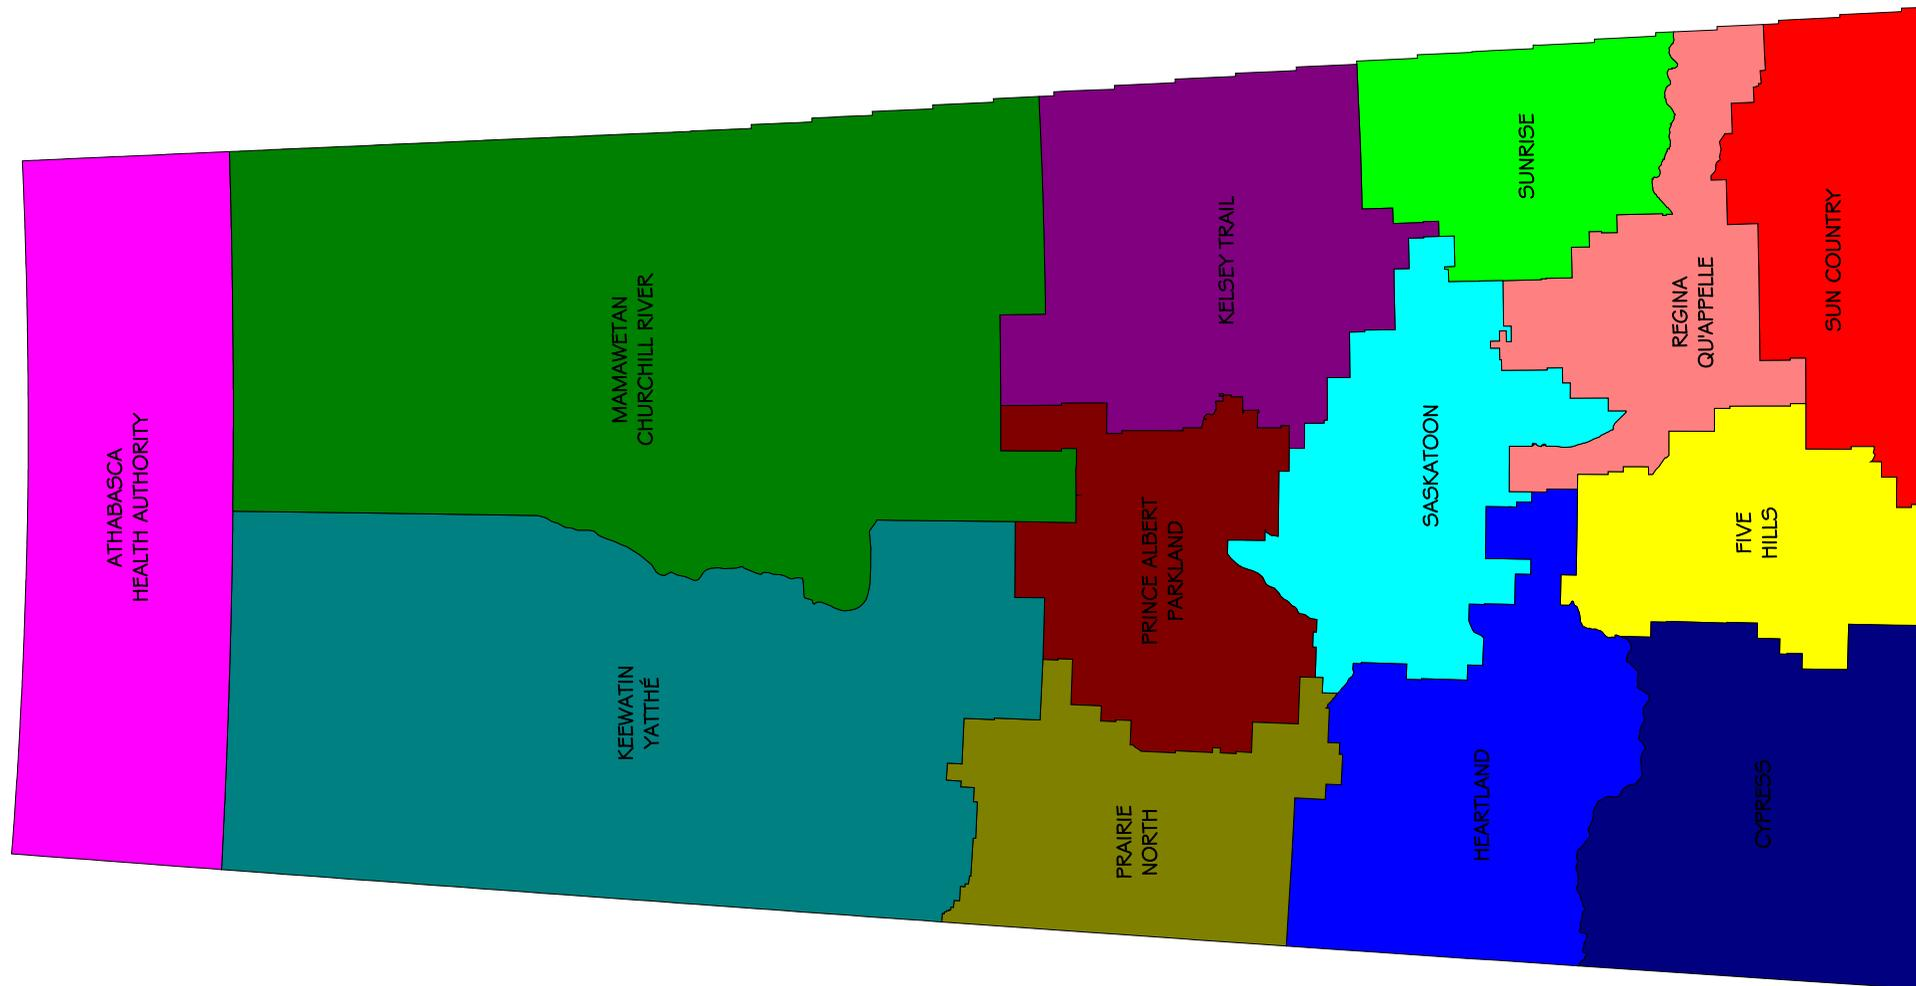 ATHABASCA
HEALTH AUTHORITY
MAMAWETAN
CHURCHILL RIVER
KEEWATIN
YATTHÉ
KELSEY TRAIL
PRINCE ALBERT
PARKLAND
PRAIRIE
NORTH
SUNRISE
SASKATOON
HEARTLAND
REGINA
QU'APPELLE
SUN COUNTRY
FIVE
HILLS
CYPRESS